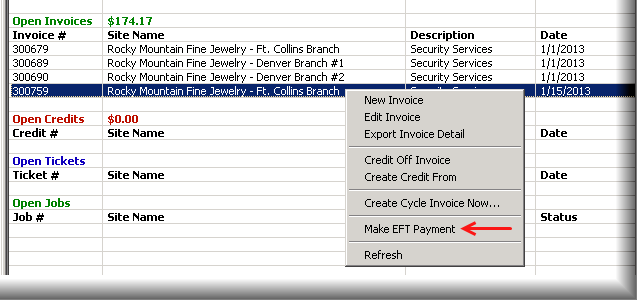 Open Invoices $174.17
Invoice # Site Name Description Date
300679 Rocky Mountain Fine Jewelry - Ft. Collins Branch Security Services 1/1/2013
300689 Rocky Mountain Fine Jewelry - Denver Branch #1 Security Services 1/1/2013
300690 Rocky Mountain Fine Jewelry - Denver Branch #2 Security Services 1/1/2013
300759 Rocky Mountain Fine Jewelry - Ft. Collins Branch Security Services 1/15/2013
New Invoice
Edit Invoice
Export Invoice Detail
Credit Off Invoice
Create Credit From
Create Cycle Invoice Now...
Make EFT Payment
Refresh
Open Credits $0.00
Credit # Site Name Date
Open Tickets
Ticket # Site Name Date
Open Jobs
Job # Site Name Status